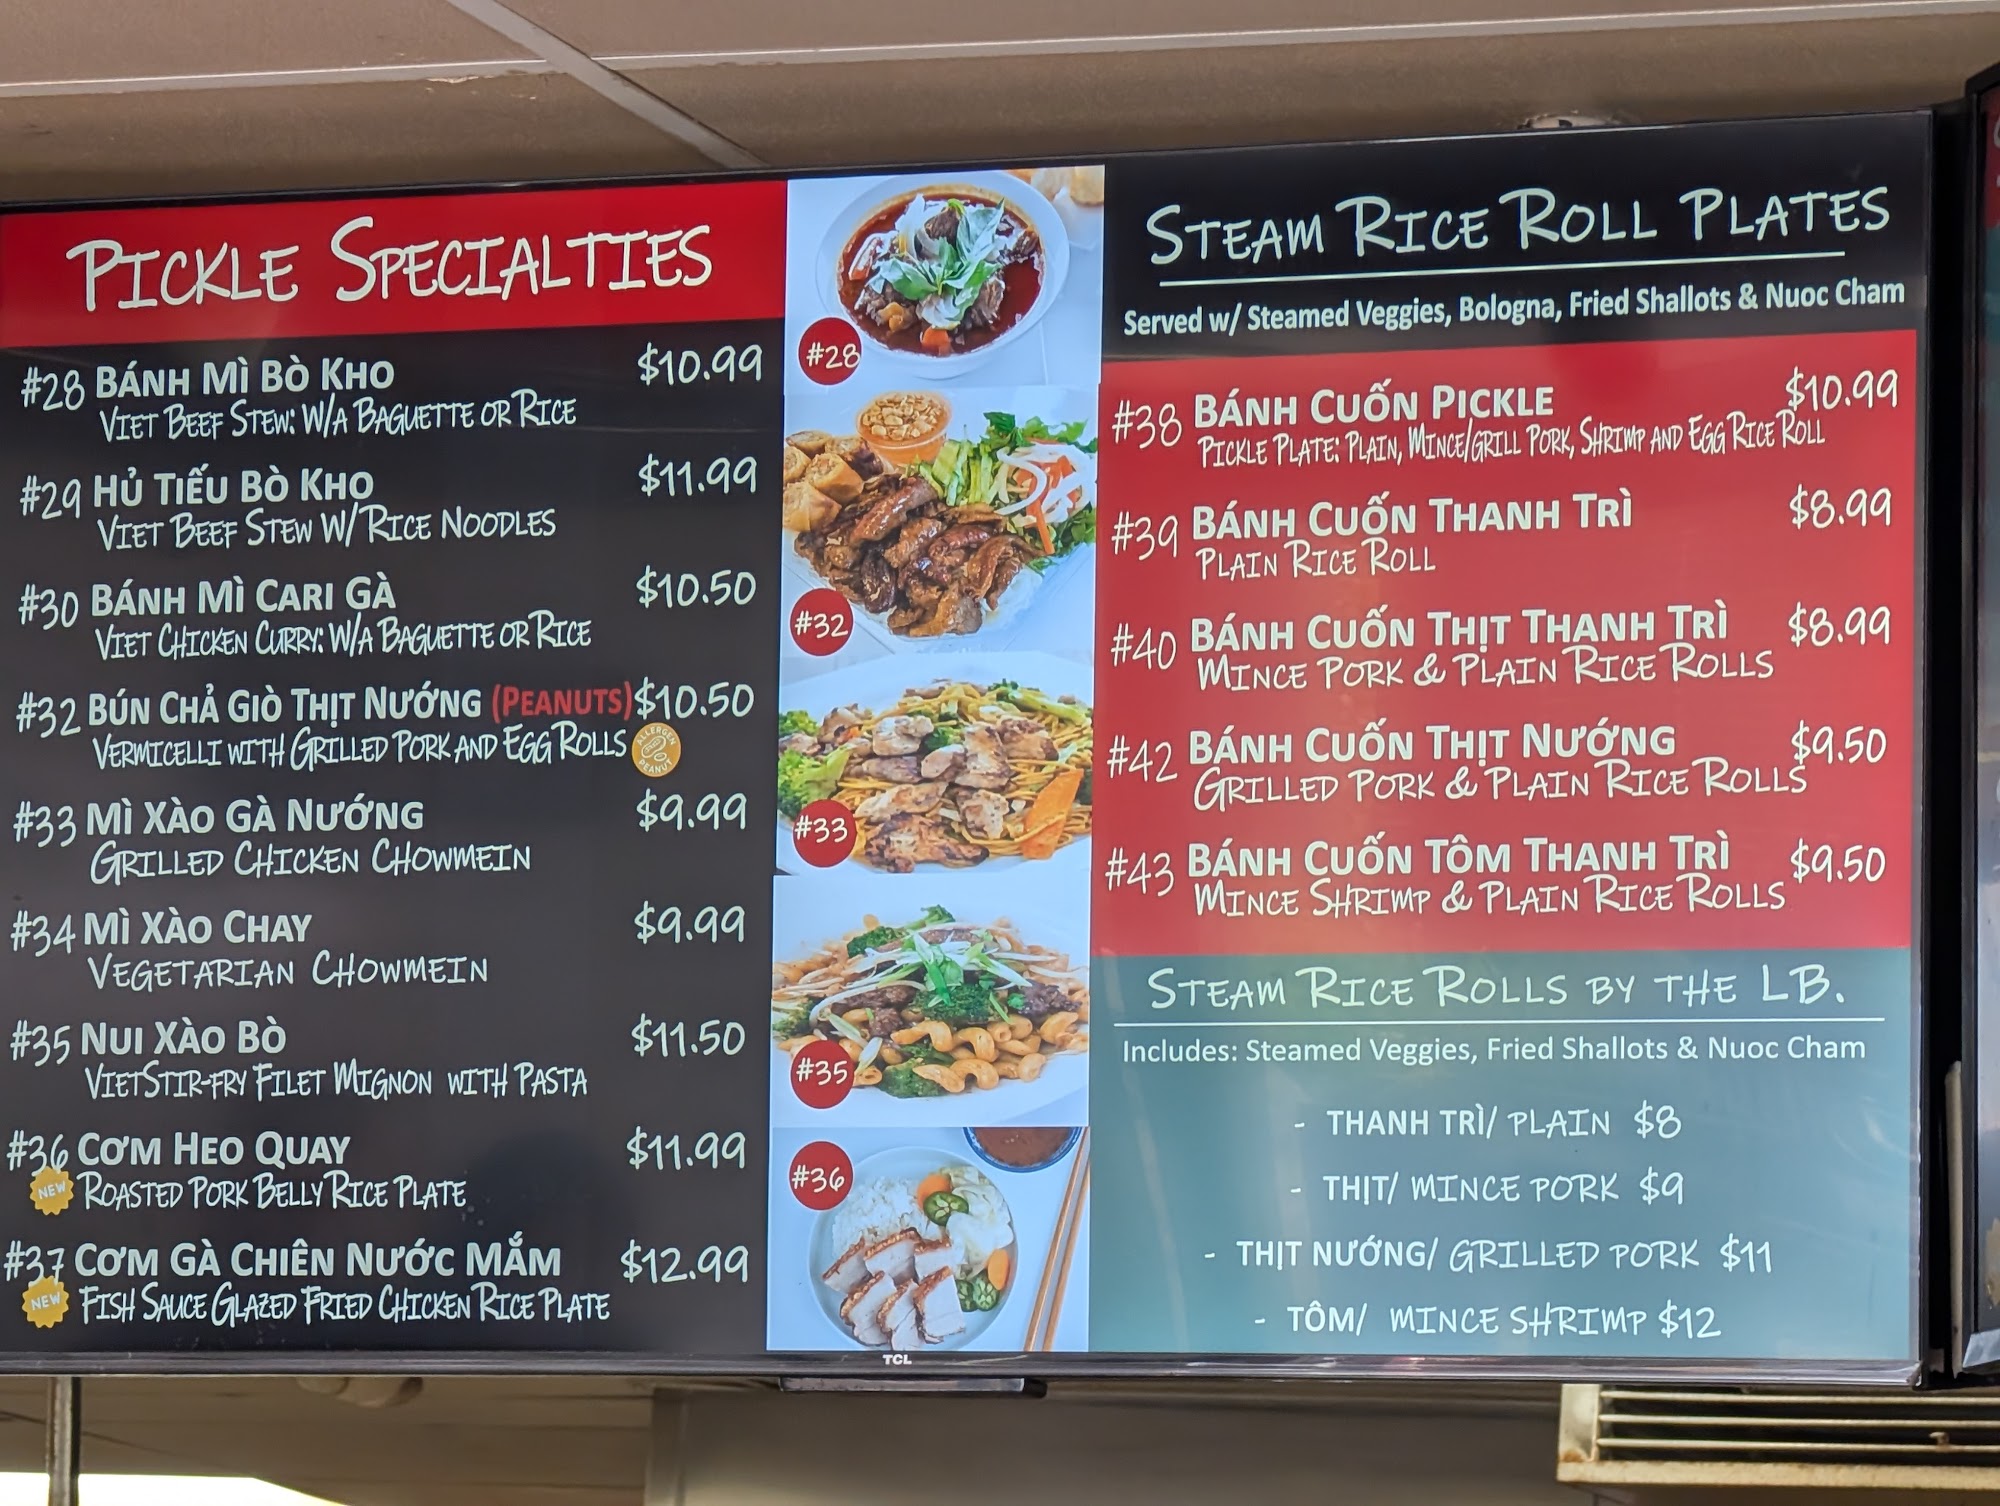 PICKLE SPECIALTIES
#28 BÁNH MÌ BÒ KHO $10.99
VIET BEEF STEW: W/A BAGUETTE OR RICE
#29 HỦ TIẾU BÒ KHO $11.99
VIET BEEF STEW W/RICE NOODLES
#30 BÁNH MÌ CARI GÀ $10.50
VIET CHICKEN CURRY: W/A BAGUETTE OR RICE
#32 BÚN CHẢ GIÒ THỊT NƯỚNG (PEANUTS) $10.50
VERMICELLI WITH GRILLED PORK AND EGG ROLLS
ALLERGEN
PEANUT
#33 MÌ XÀO GÀ NƯỚNG $9.99
GRILLED CHICKEN CHOWMEIN
#34 MÌ XÀO CHAY $9.99
VEGETARIAN CHOWMEIN
#35 NUI XÀO BÒ $11.50
VIET STIR-FRY FILET MIGNON WITH PASTA
#36 CƠM HEO QUAY $11.99
NEW ROASTED PORK BELLY RICE PLATE
#37 CƠM GÀ CHIÊN NƯỚC MẮM $12.99
NEW FISH SAUCE GLAZED FRIED CHICKEN RICE PLATE
#28
#32
#33
#35
#36
STEAM RICE ROLL PLATES
Served w/ Steamed Veggies, Bologna, Fried Shallots & Nuoc Cham
#38 BÁNH CUỐN PICKLE $10.99
PICKLE PLATE: PLAIN, MINCE/GRILL PORK, SHRIMP AND EGG RICE ROLL
#39 BÁNH CUỐN THANH TRÌ $8.99
PLAIN RICE ROLL
#40 BÁNH CUỐN THỊT THANH TRÌ $8.99
MINCE PORK & PLAIN RICE ROLLS
#42 BÁNH CUỐN THỊT NƯỚNG $9.50
GRILLED PORK & PLAIN RICE ROLLS
#43 BÁNH CUỐN TÔM THANH TRÌ $9.50
MINCE SHRIMP & PLAIN RICE ROLLS
STEAM RICE ROLLS BY THE LB.
Includes: Steamed Veggies, Fried Shallots & Nuoc Cham
- THANH TRÌ/ PLAIN $8
- THỊT/ MINCE PORK $9
- THỊT NƯỚNG/ GRILLED PORK $11
- TÔM/ MINCE SHRIMP $12
TCL